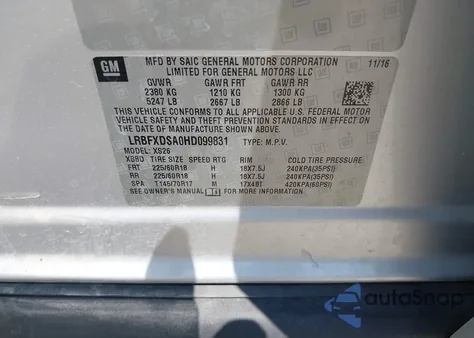 GM
MFD BY SAIC GENERAL MOTORS CORPORATION 11/16
LIMITED FOR GENERAL MOTORS LLC
GVWR GAWR FRT GAWR RR
2380 KG 1210 KG 1300 KG
5247 LB 2667 LB 2866 LB
THIS VEHICLE CONFORMS TO ALL APPLICABLE U.S. FEDERAL MOTOR
VEHICLE SAFETY AND THEFT PREVENTION STANDARDS IN EFFECT
ON THE DATE OF MANUFACTURE SHOWN ABOVE.
LRBFXDSA0HD099831 TYPE: M.P.V.
MODEL: XS26
XGBO TIRE SIZE SPEED RTG RIM COLD TIRE PRESSURE
FRT 225/60R18 H 18X7.5J 240KPA(35PSI)
RR 225/60R18 H 18X7.5J 240KPA(35PSI)
SPA T145/70R17 M 17X4BT 420KPA(60PSI)
SEE OWNER'S MANUAL FOR ADDITIONAL INFORMATION
autoSnap